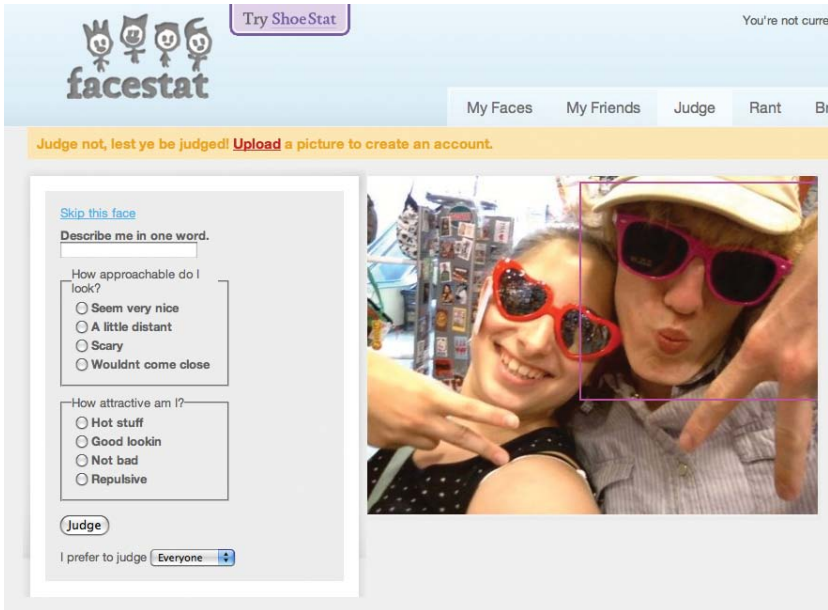 Try ShoeStat
You're not curre
facestat
My Faces My Friends Judge Rant Br
Judge not, lest ye be judged! Upload a picture to create an account.
Skip this face
Describe me in one word.
How approachable do I
look?
Seem very nice
A little distant
Scary
Wouldnt come close
How attractive am I?
Hot stuff
Good lookin
Not bad
Repulsive
Judge
I prefer to judge Everyone